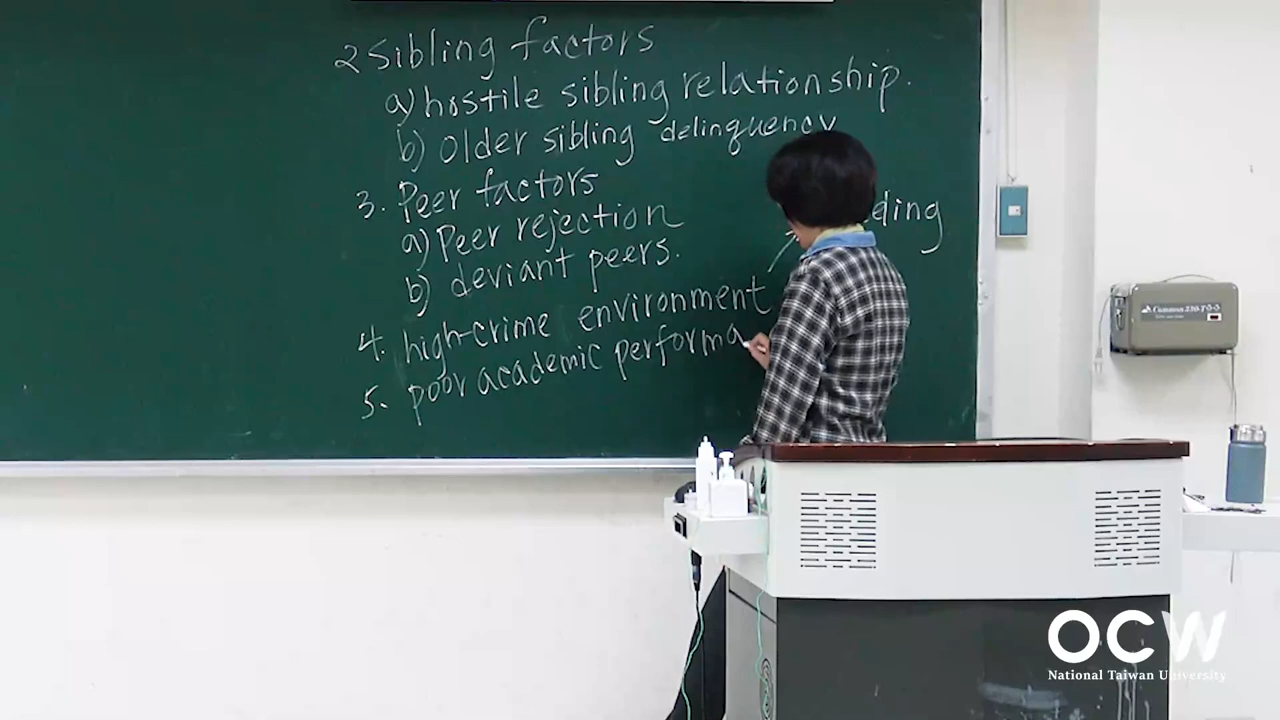 2 Sibling factors
a) hostile sibling relationship.
b) Older sibling delinquency
3. Peer factors
a) Peer rejection
b) deviant peers.
4. high-crime environment
5. poor academic performa
OCW
National Taiwan University